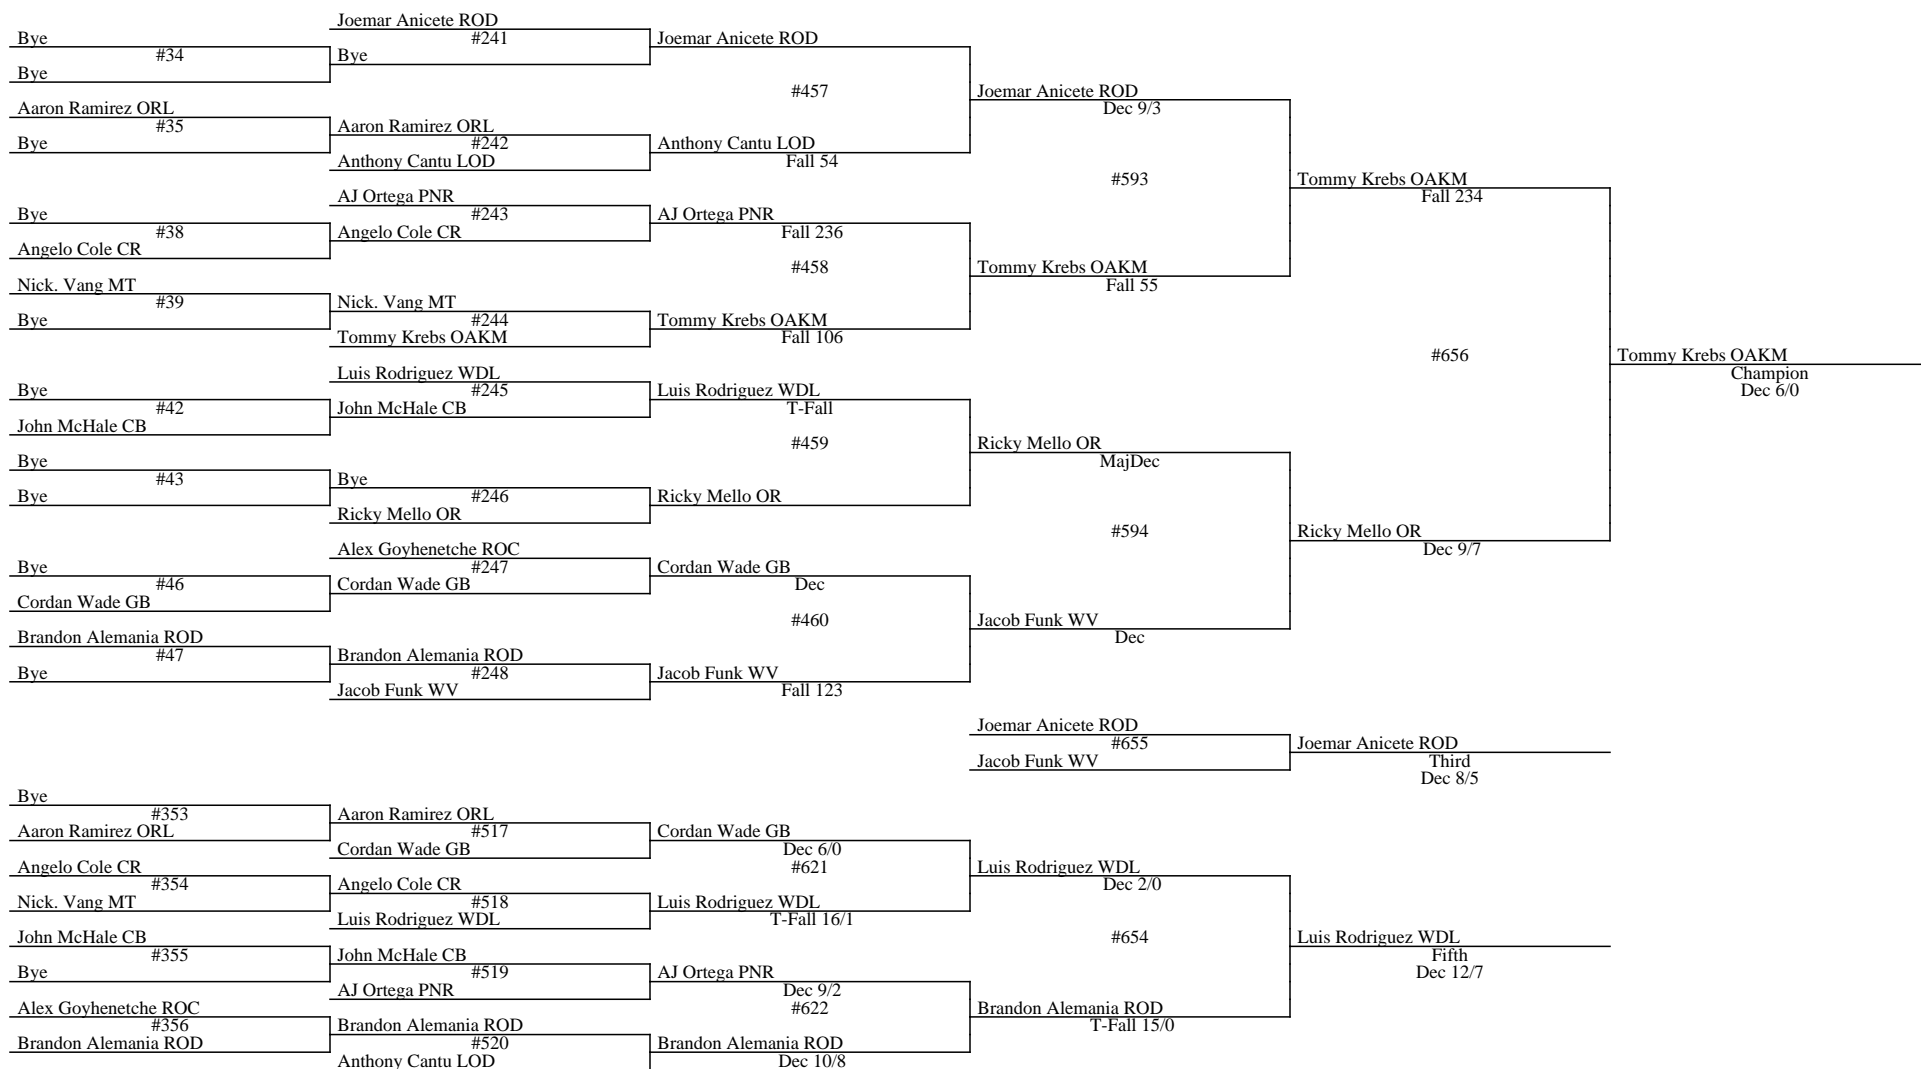 Joemar Anicete ROD
Bye
#241
Joemar Anicete ROD
#34
Bye
Bye
#457
Joemar Anicete ROD
Aaron Ramirez ORL
Dec 9/3
#35
Aaron Ramirez ORL
Bye
#242
Anthony Cantu LOD
Anthony Cantu LOD
Fall 54
#593
Tommy Krebs OAKM
AJ Ortega PNR
Fall 234
Bye
#243
AJ Ortega PNR
#38
Angelo Cole CR
Fall 236
Angelo Cole CR
#458
Tommy Krebs OAKM
Nick. Vang MT
Fall 55
#39
Nick. Vang MT
Bye
#244
Tommy Krebs OAKM
Tommy Krebs OAKM
Fall 106
#656
Tommy Krebs OAKM
Luis Rodriguez WDL
Champion
Bye
#245
Luis Rodriguez WDL
Dec 6/0
#42
John McHale CB
T-Fall
John McHale CB
#459
Ricky Mello OR
Bye
MajDec
#43
Bye
Bye
#246
Ricky Mello OR
Ricky Mello OR
#594
Ricky Mello OR
Alex Goyhenetche ROC
Dec 9/7
Bye
#247
Cordan Wade GB
#46
Cordan Wade GB
Dec
Cordan Wade GB
#460
Jacob Funk WV
Brandon Alemania ROD
Dec
#47
Brandon Alemania ROD
Bye
#248
Jacob Funk WV
Jacob Funk WV
Fall 123
Joemar Anicete ROD
#655
Joemar Anicete ROD
Jacob Funk WV
Third
Dec 8/5
Bye
#353
Aaron Ramirez ORL
Aaron Ramirez ORL
#517
Cordan Wade GB
Cordan Wade GB
Dec 6/0
Angelo Cole CR
#621
Luis Rodriguez WDL
#354
Angelo Cole CR
Dec 2/0
Nick. Vang MT
#518
Luis Rodriguez WDL
Luis Rodriguez WDL
T-Fall 16/1
John McHale CB
#654
Luis Rodriguez WDL
#355
John McHale CB
Fifth
Bye
#519
AJ Ortega PNR
Dec 12/7
AJ Ortega PNR
Dec 9/2
Alex Goyhenetche ROC
#622
Brandon Alemania ROD
#356
Brandon Alemania ROD
T-Fall 15/0
Brandon Alemania ROD
#520
Brandon Alemania ROD
Anthony Cantu LOD
Dec 10/8